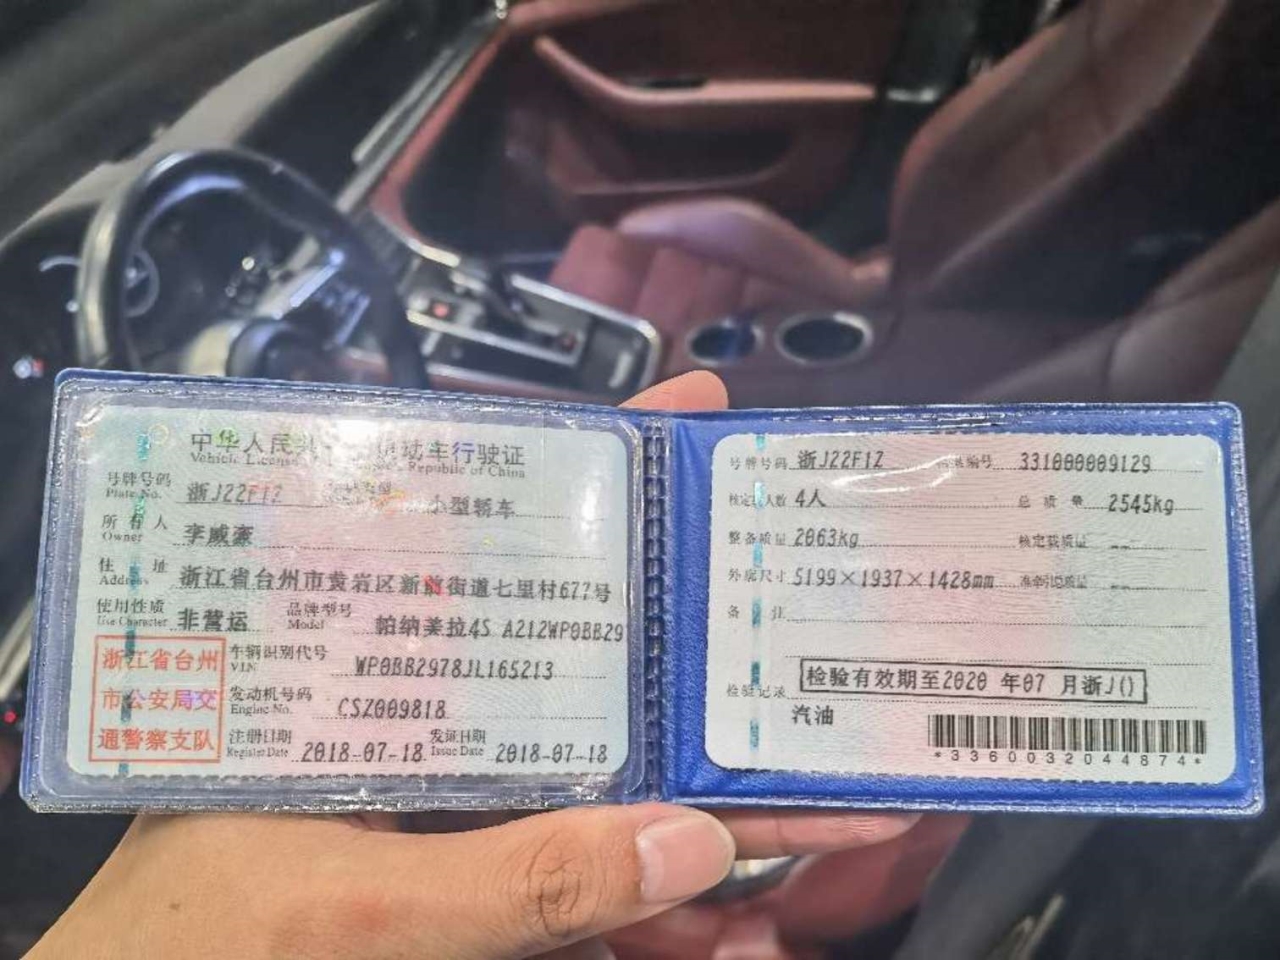 中华人民共 机动车行驶证
Vehicle License People's Republic of China
号牌号码 浙J22F1Z 小型轿车
Plate No.
所有人 李威豪
Owner
住址 浙江省台州市黄岩区新前街道七里村677号
Address
使用性质 非营运 品牌型号 帕纳美拉4S A212WP0BB29
Use Character Model
浙江省台州
市公安局交
通警察支队
车辆识别代号 WP0BB2978JL165213
VIN
发动机号码 CSZ009818
Engine No.
注册日期 2018-07-18 发证日期 2018-07-18
Register Date Issue Date
号牌号码 浙J22F1Z 档案编号 331000009129
核定载人数 4人 总质量 2545kg
整备质量 2063kg 核定载质量 --
外廓尺寸 5199×1937×1428mm 准牵引总质量 --
备注
检验记录 检验有效期至2020 年07 月浙J()
汽油
*3360032044874*